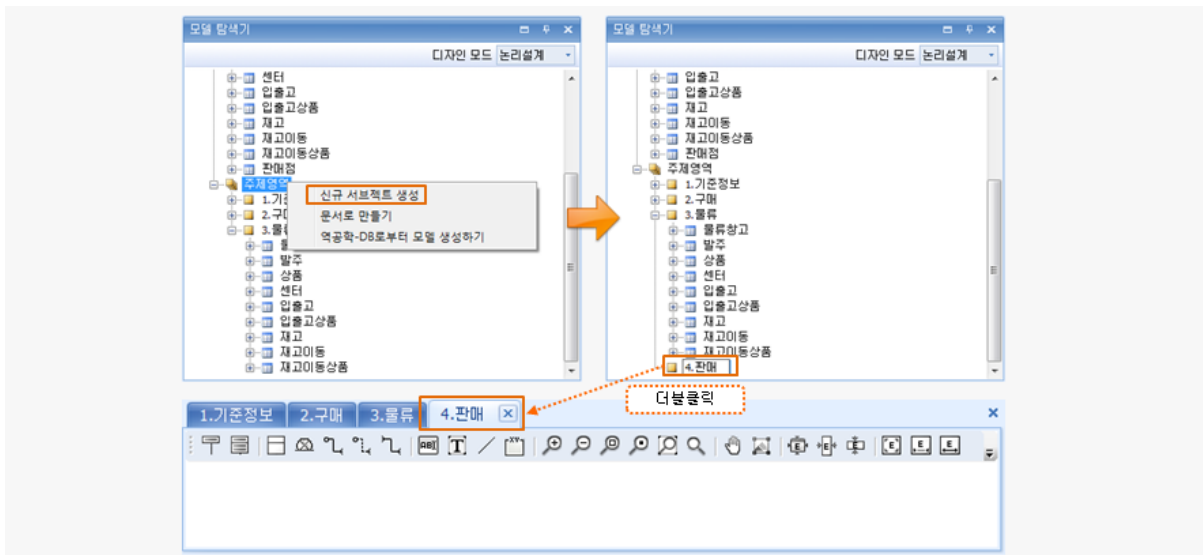 모델 탐색기
디자인 모드 논리설계
센터
입출고
입출고상품
재고
재고이동
재고이동상품
판매점
주제영역
신규 서브젝트 생성
문서로 만들기
역공학-DB로부터 모델 생성하기
1.기준
2.구매
3.물류
발주
상품
센터
입출고
입출고상품
재고
재고이동
재고이동상품
모델 탐색기
디자인 모드 논리설계
입출고
입출고상품
재고
재고이동
재고이동상품
판매점
주제영역
1.기준정보
2.구매
3.물류
물류창고
발주
상품
센터
입출고
입출고상품
재고
재고이동
재고이동상품
4.판매
더블클릭
1.기준정보 2.구매 3.물류 4.판매